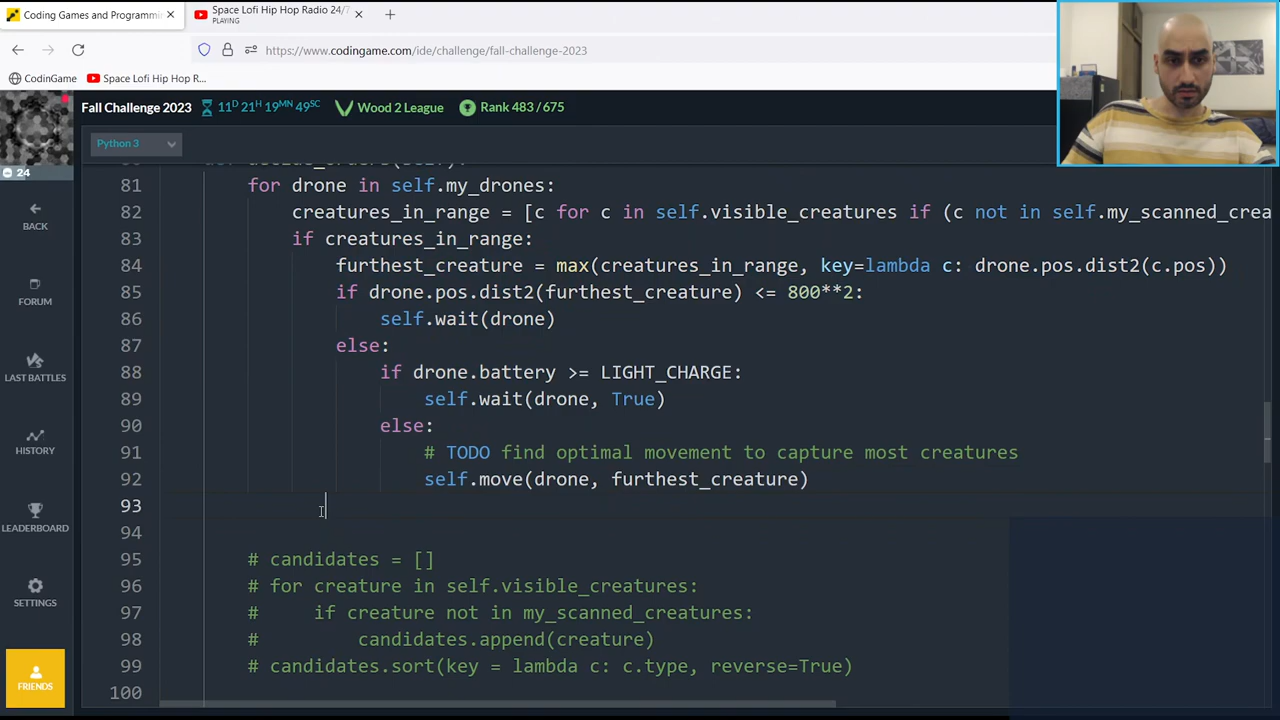 Coding Games and Programmi
Space Lofi Hip Hop Radio 24/7
PLAYING
https://www.codingame.com/ide/challenge/fall-challenge-2023
CodinGame
Space Lofi Hip Hop R...
Fall Challenge 2023
11D 21H 19MN 49SC
Wood 2 League
Rank 483 / 675
Python 3
24
BACK
FORUM
LAST BATTLES
HISTORY
LEADERBOARD
SETTINGS
FRIENDS
81 for drone in self.my_drones:
82 creatures_in_range = [c for c in self.visible_creatures if (c not in self.my_scanned_crea
83 if creatures_in_range:
84 furthest_creature = max(creatures_in_range, key=lambda c: drone.pos.dist2(c.pos))
85 if drone.pos.dist2(furthest_creature) <= 800**2:
86 self.wait(drone)
87 else:
88 if drone.battery >= LIGHT_CHARGE:
89 self.wait(drone, True)
90 else:
91 # TODO find optimal movement to capture most creatures
92 self.move(drone, furthest_creature)
93
94
95 # candidates = []
96 # for creature in self.visible_creatures:
97 # if creature not in my_scanned_creatures:
98 # candidates.append(creature)
99 # candidates.sort(key = lambda c: c.type, reverse=True)
100